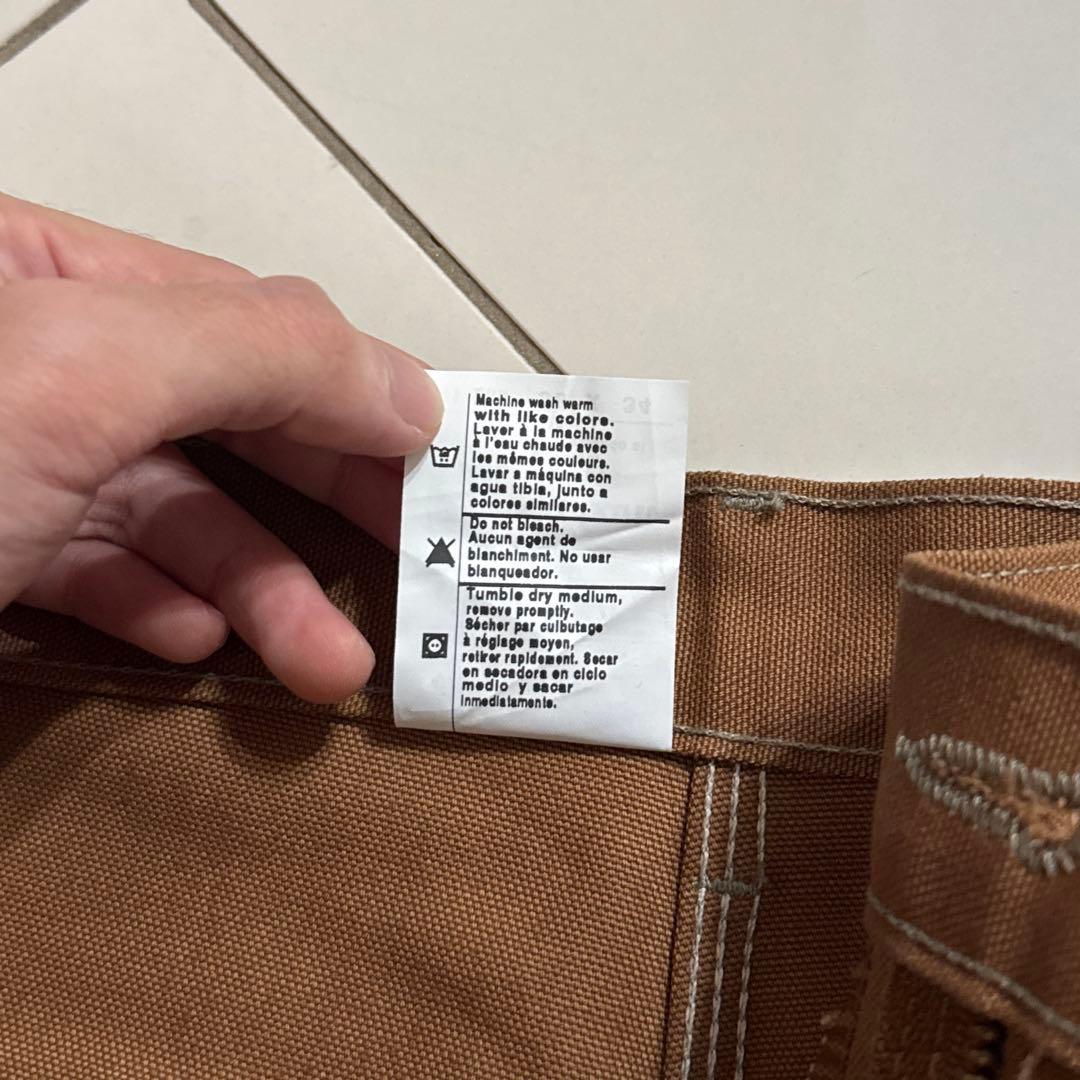 Machine wash warm
with like colors.
Laver à la machine
à l'eau chaude avec
les mêmes couleurs.
Lavar a máquina con
agua tibia, junto a
colores similares.
Do not bleach.
Aucun agent de
blanchiment. No usar
blanqueador.
Tumble dry medium,
remove promptly.
Sécher par culbutage
à réglage moyen,
retirer rapidement. Secar
en secadora en ciclo
medio y sacar
inmediatamente.